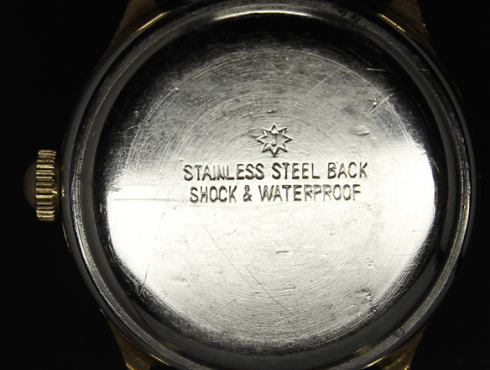 STAINLESS STEEL BACK
SHOCK & WATERPROOF